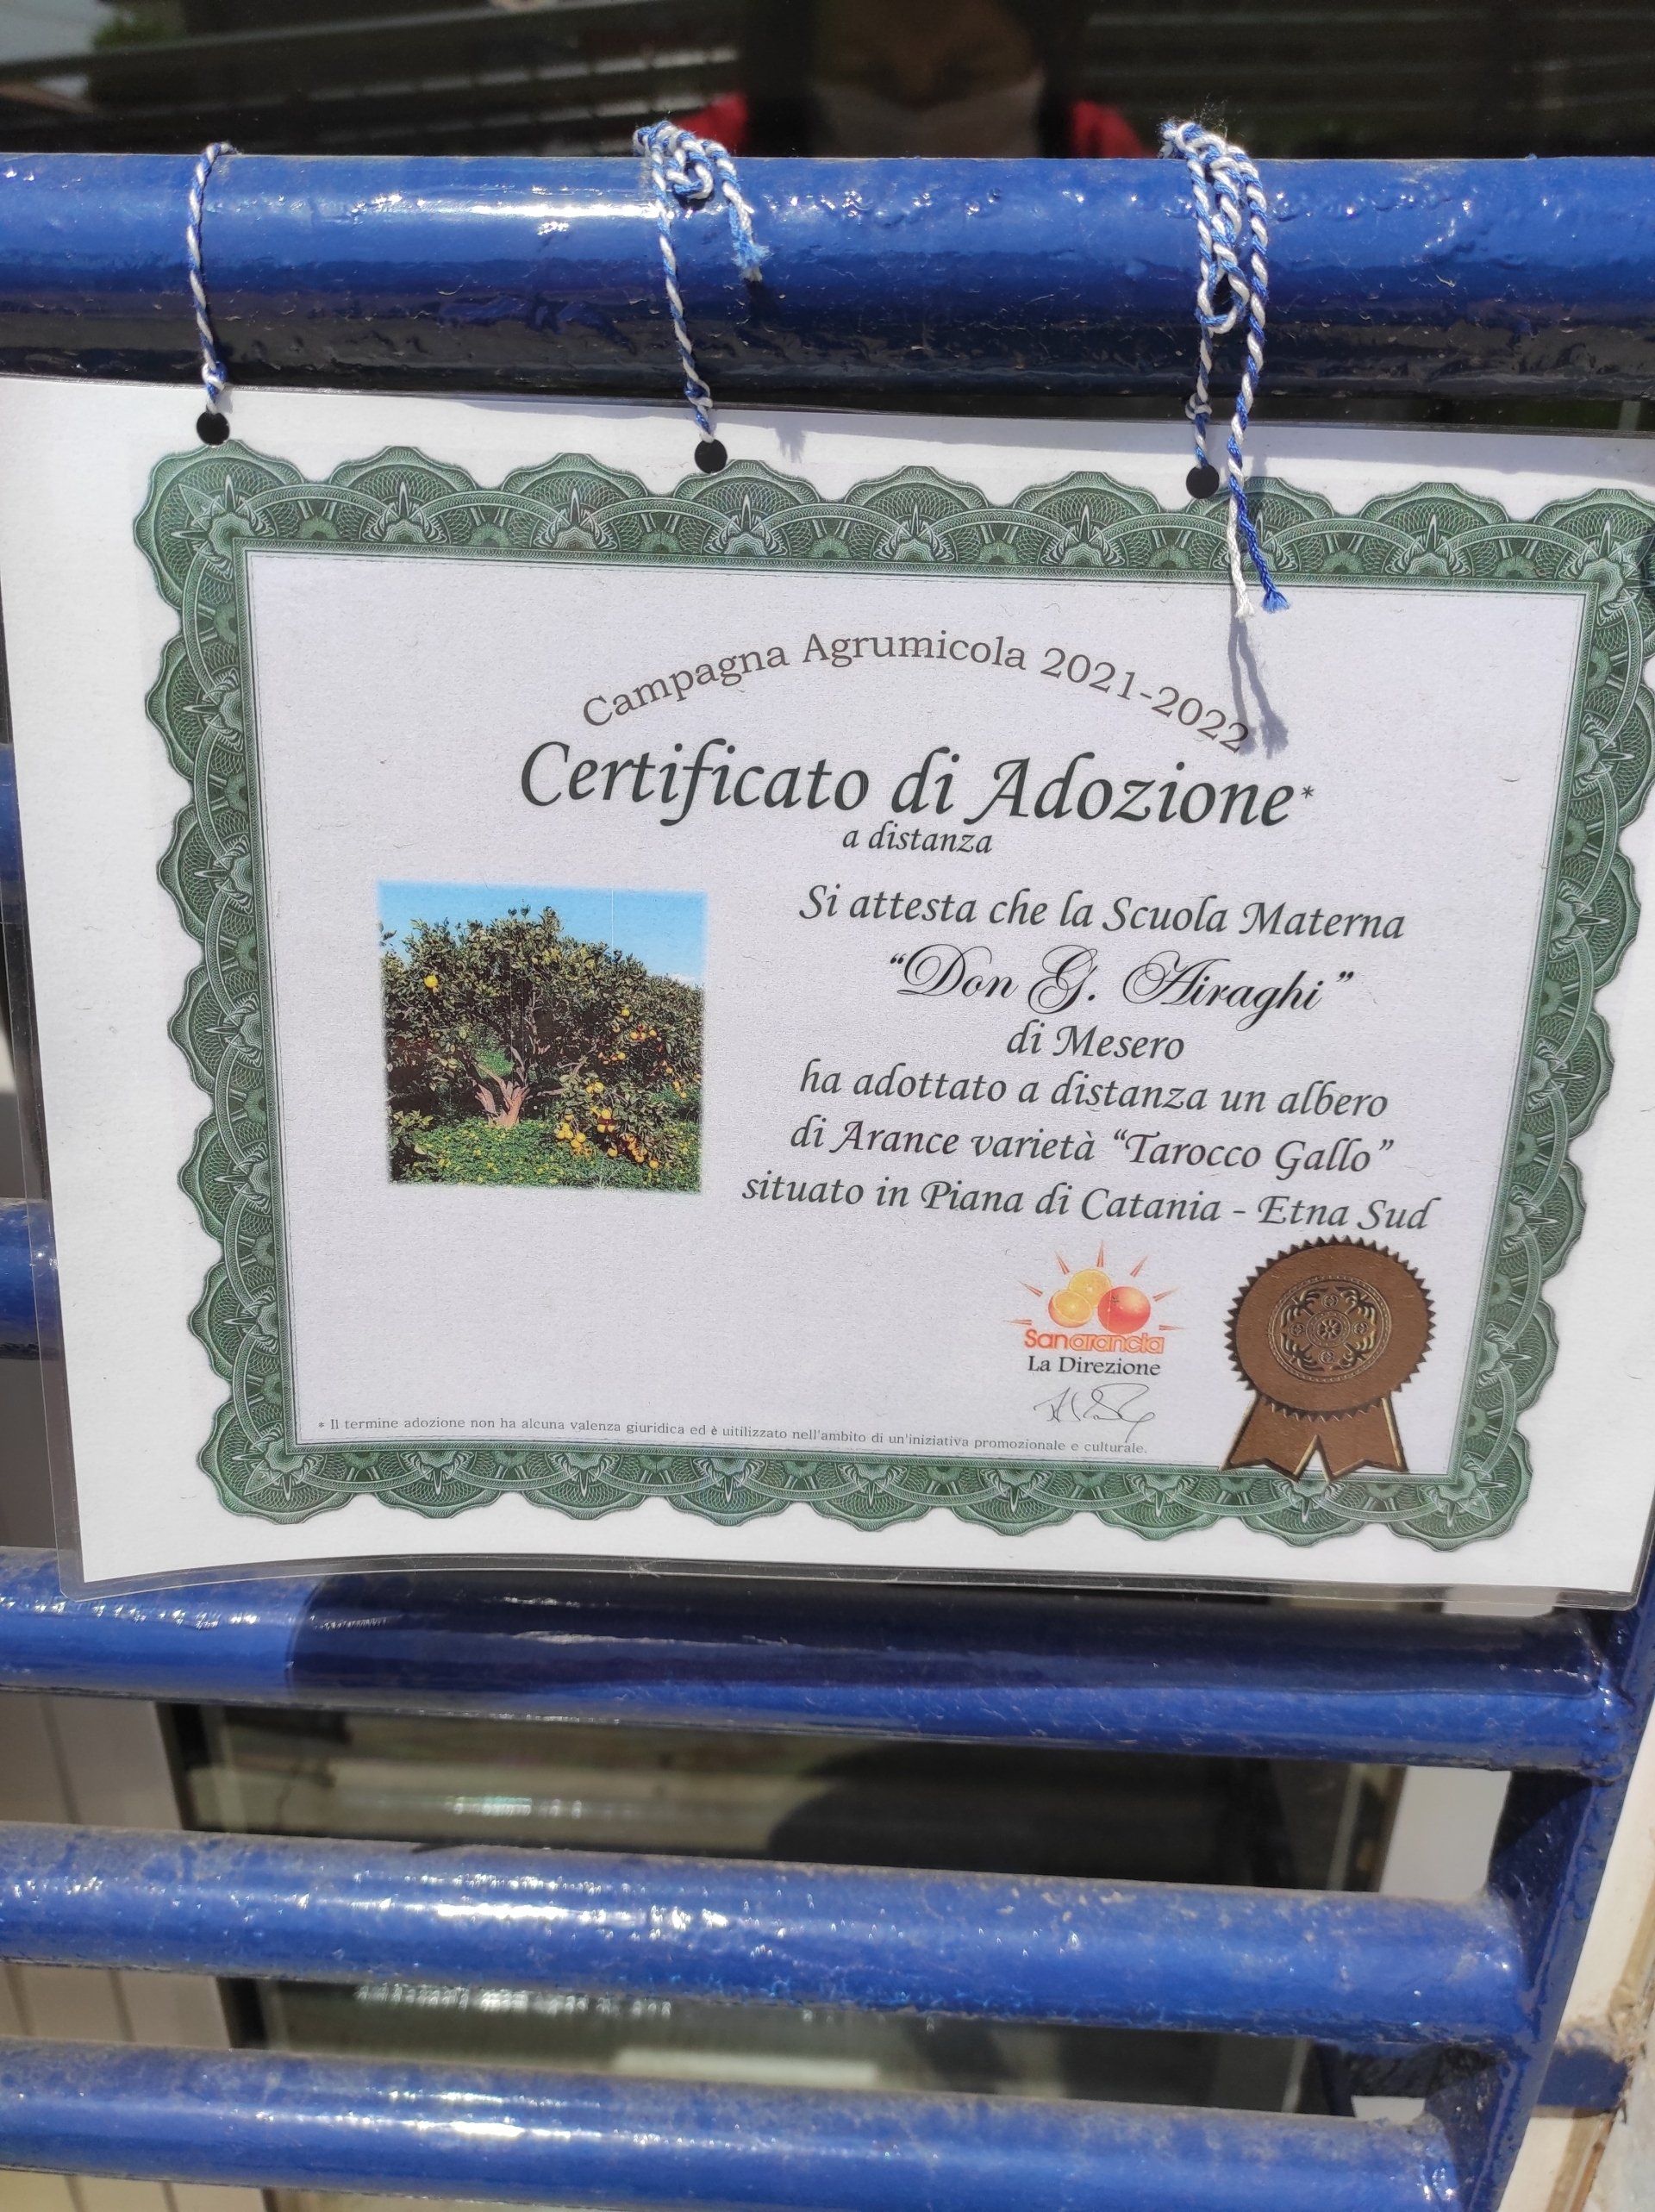 Campagna Agrumicola 2021-2022
Certificato di Adozione*
a distanza
Si attesta che la Scuola Materna
“Don G. Airaghi”
di Mesero
ha adottato a distanza un albero
di Arance varietà “Tarocco Gallo”
situato in Piana di Catania - Etna Sud
Sanarancia
La Direzione
* Il termine adozione non ha alcuna valenza giuridica ed è uitilizzato nell'ambito di un'iniziativa promozionale e culturale.